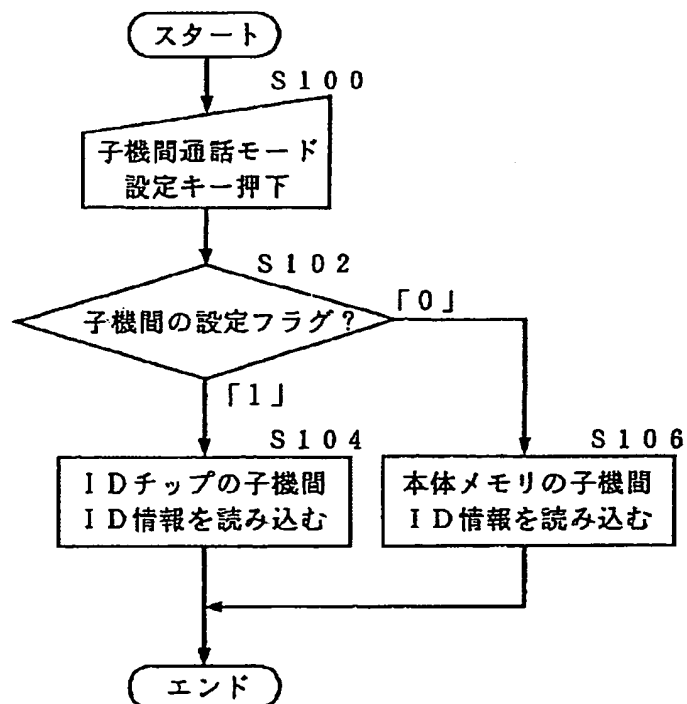 スタート
S100
子機間通話モード
設定キー押下
S102
子機間の設定フラグ?
「0」
「1」
S104
IDチップの子機間
ID情報を読み込む
S106
本体メモリの子機間
ID情報を読み込む
エンド